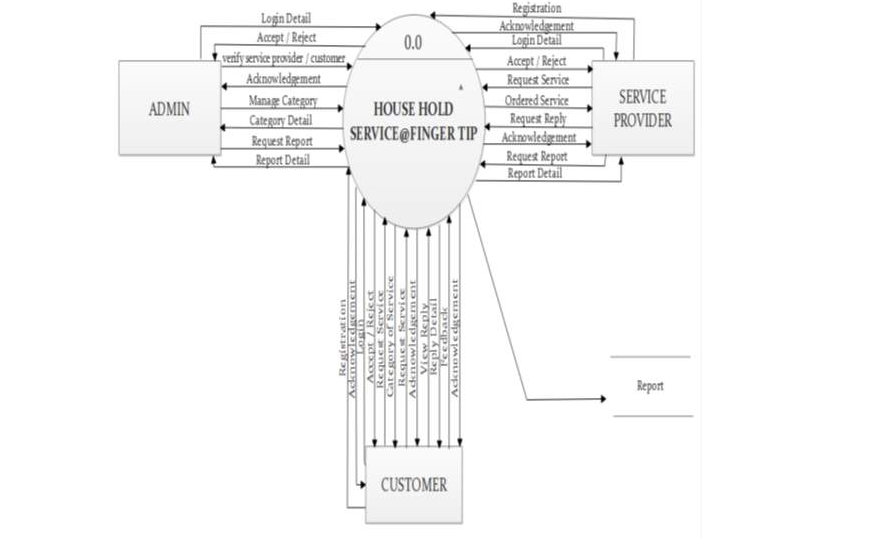 Login Detail
Accept / Reject
verify service provider / customer
Acknowledgement
Manage Category
Category Detail
Request Report
Report Detail
ADMIN
0.0
HOUSE HOLD
SERVICE@FINGER TIP
Registration
Acknowledgement
Login Detail
Accept / Reject
Request Service
Ordered Service
Request Reply
Acknowledgement
Request Report
Report Detail
SERVICE
PROVIDER
Registration
Acknowledgement
Login
Accept / Reject
Request Service
Category of Service
Request Service
Acknowledgement
View Reply
Reply Detail
Feedback
Acknowledgement
Report
CUSTOMER